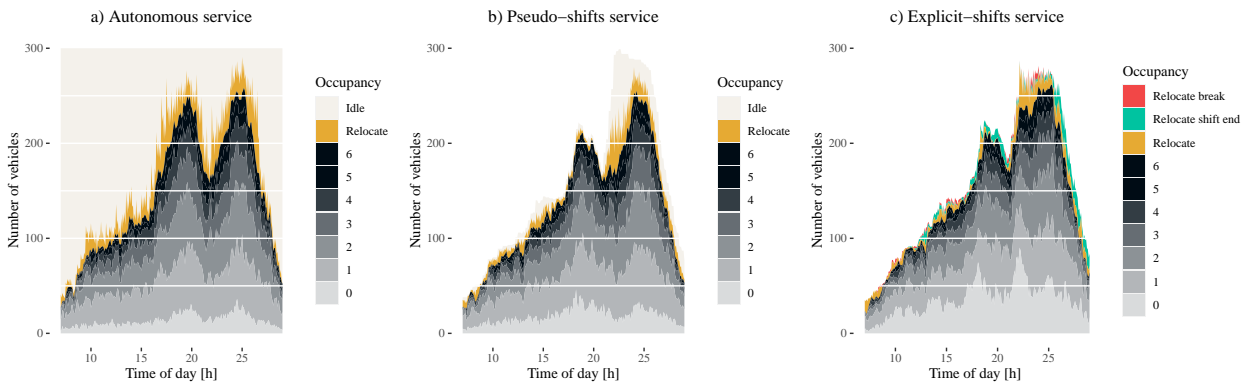 a) Autonomous service
Number of vehicles
300
200
100
0
10
15
20
25
Time of day [h]
Occupancy
Idle
Relocate
6
5
4
3
2
1
0
b) Pseudo−shifts service
Number of vehicles
300
200
100
0
10
15
20
25
Time of day [h]
Occupancy
Idle
Relocate
6
5
4
3
2
1
0
c) Explicit−shifts service
Number of vehicles
300
200
100
0
10
15
20
25
Time of day [h]
Occupancy
Relocate break
Relocate shift end
Relocate
6
5
4
3
2
1
0